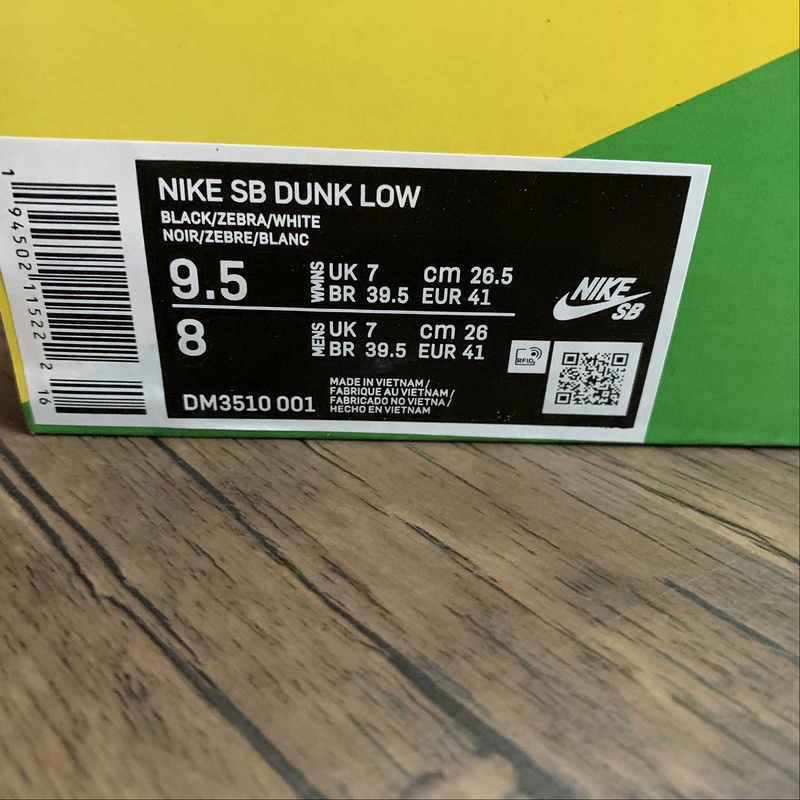 NIKE SB DUNK LOW
BLACK/ZEBRA/WHITE
NOIR/ZEBRE/BLANC
9.5 WMNS UK 7 cm 26.5
BR 39.5 EUR 41
8 MENS UK 7 cm 26
BR 39.5 EUR 41
NIKE
SB
RFID
DM3510 001
MADE IN VIETNAM /
FABRIQUE AU VIETNAM /
FABRICADO NO VIETNA /
HECHO EN VIETNAM
1 94502 11522 2 16